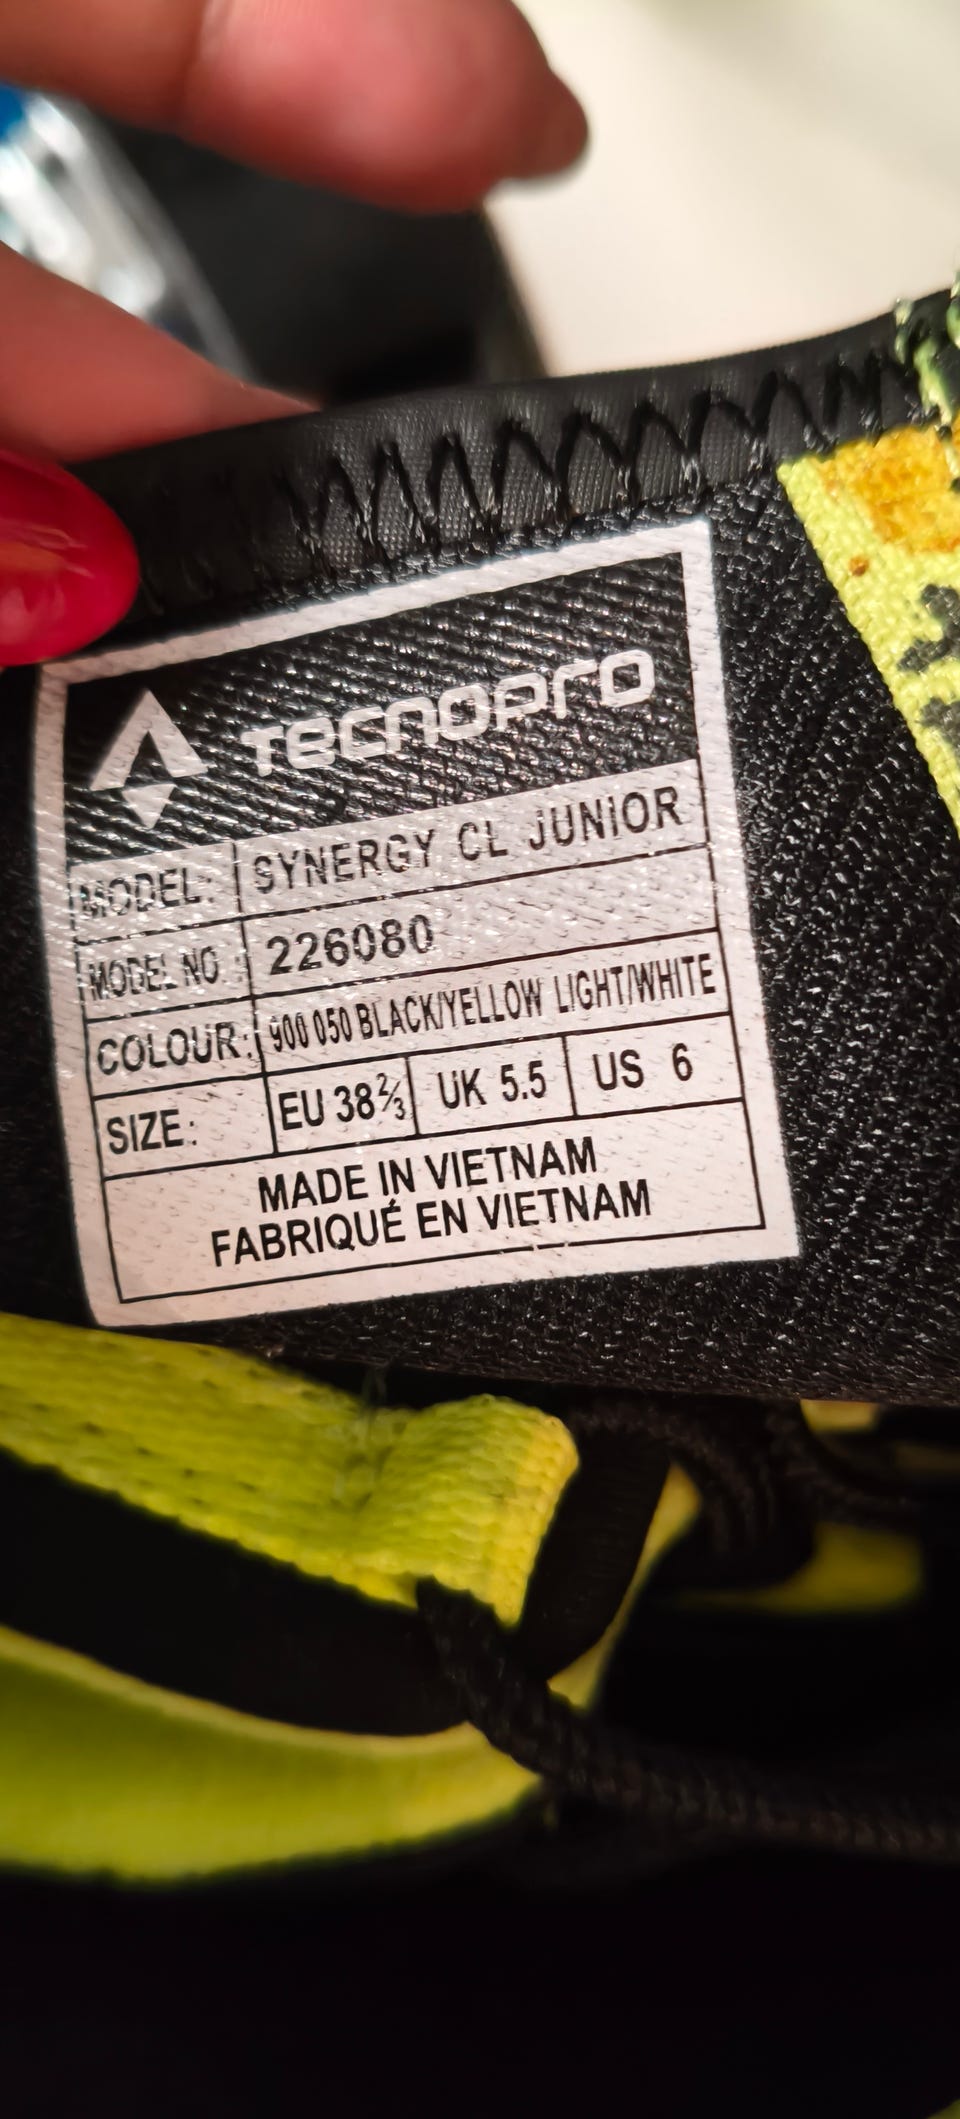 TECNOPRO
MODEL: SYNERGY CL JUNIOR
MODEL NO.: 226080
COLOUR: 900 050 BLACK/YELLOW LIGHT/WHITE
SIZE: EU 38⅔ UK 5.5 US 6
MADE IN VIETNAM
FABRIQUÉ EN VIETNAM